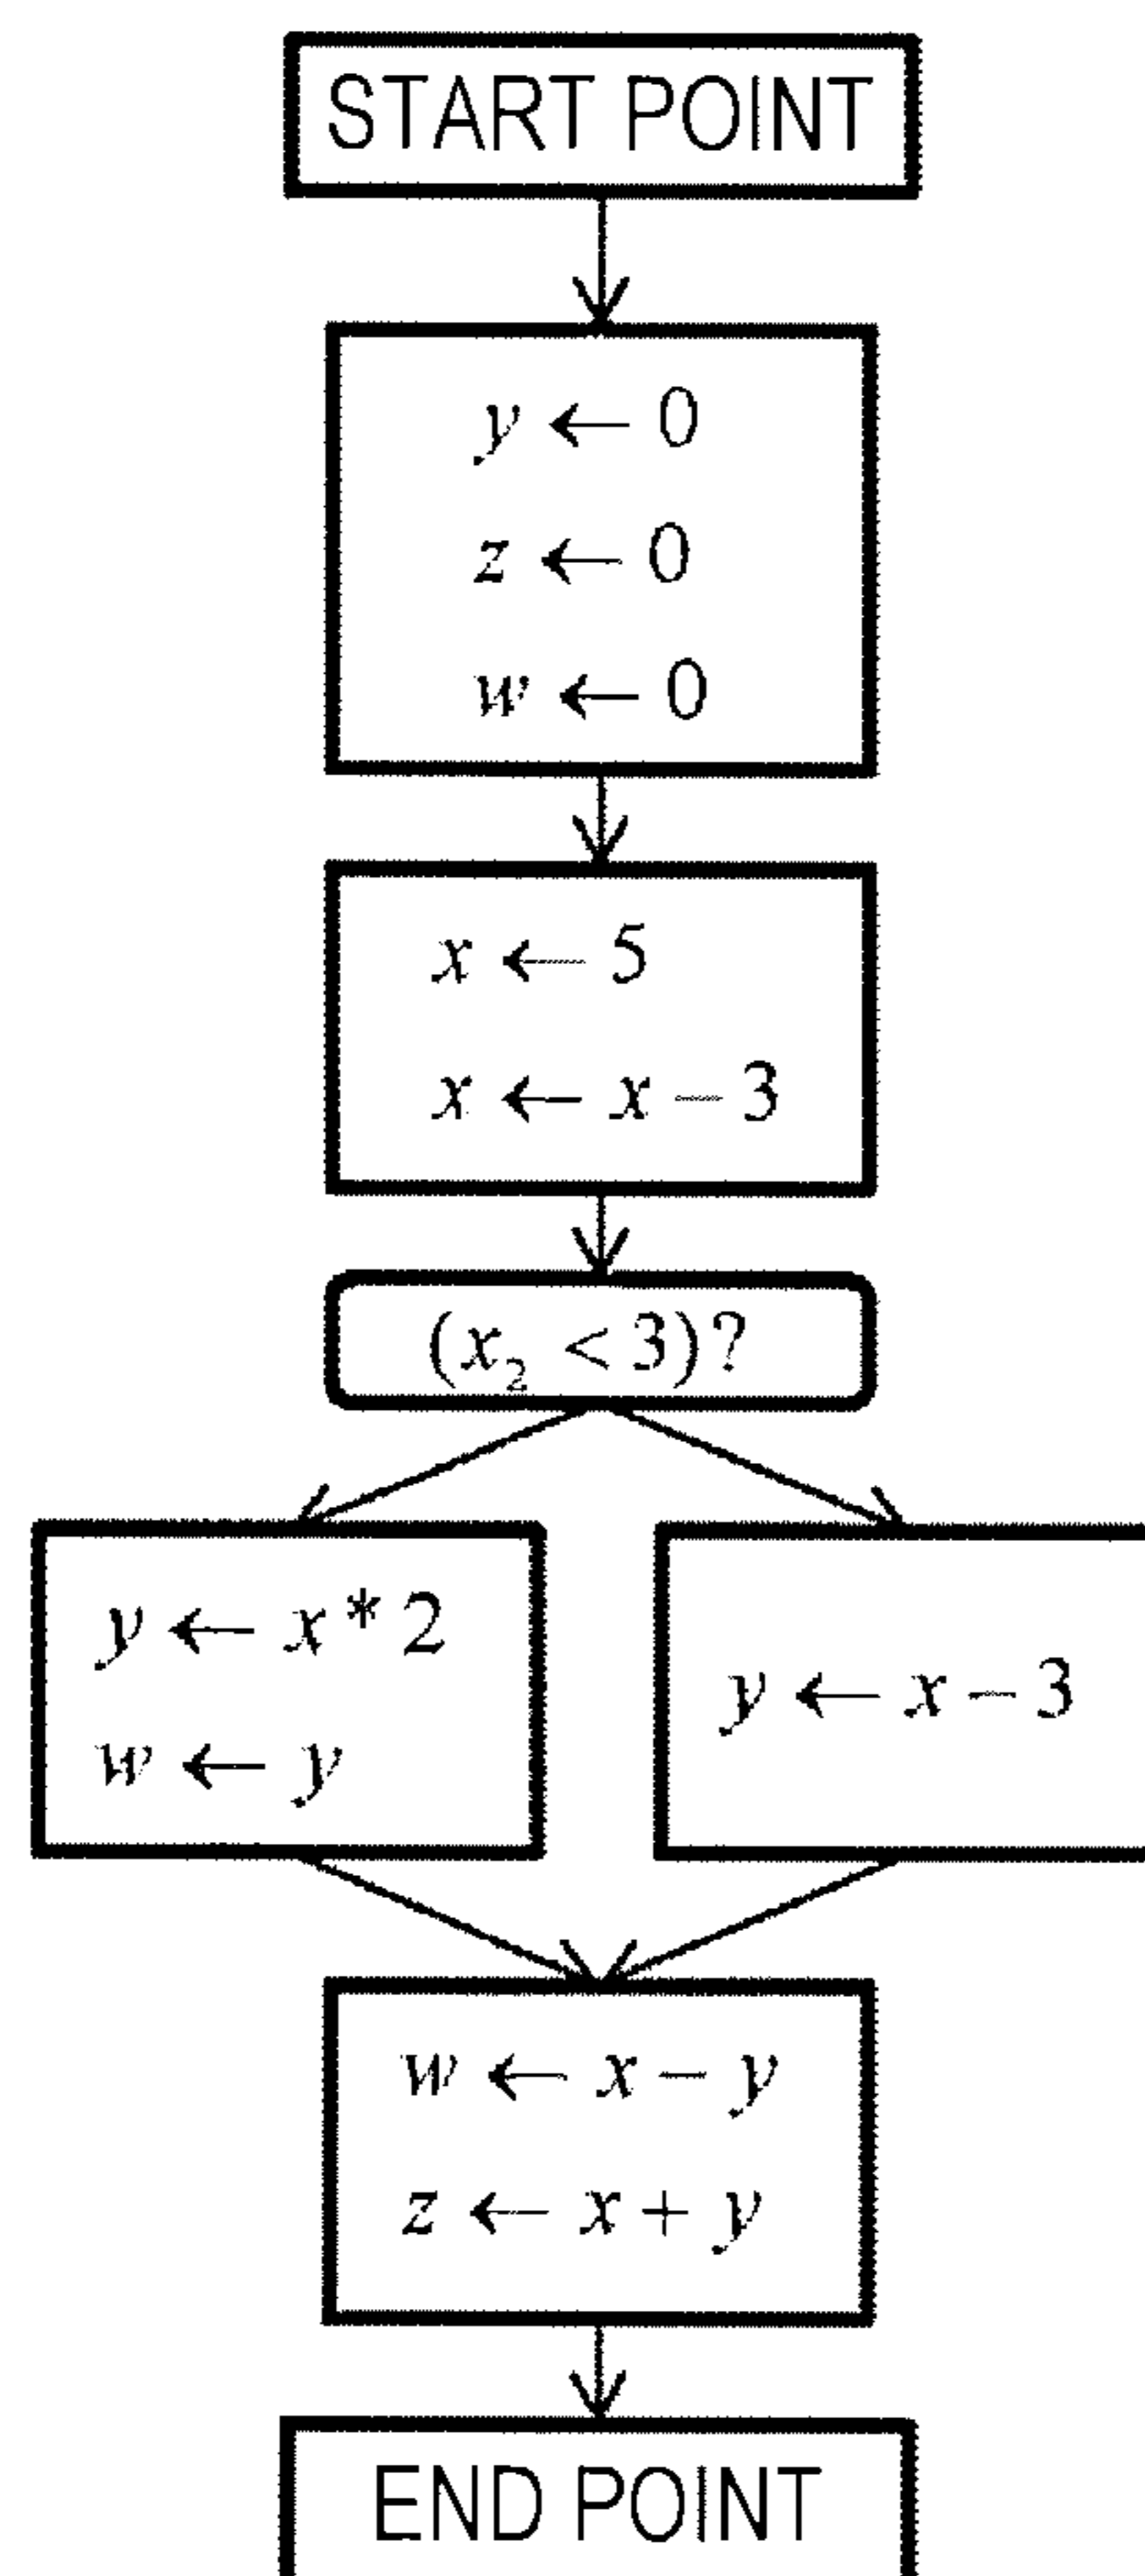 START POINT
y ← 0
z ← 0
w ← 0
x ← 5
x ← x − 3
(x₂ < 3)?
y ← x * 2
w ← y
y ← x − 3
w ← x − y
z ← x + y
END POINT